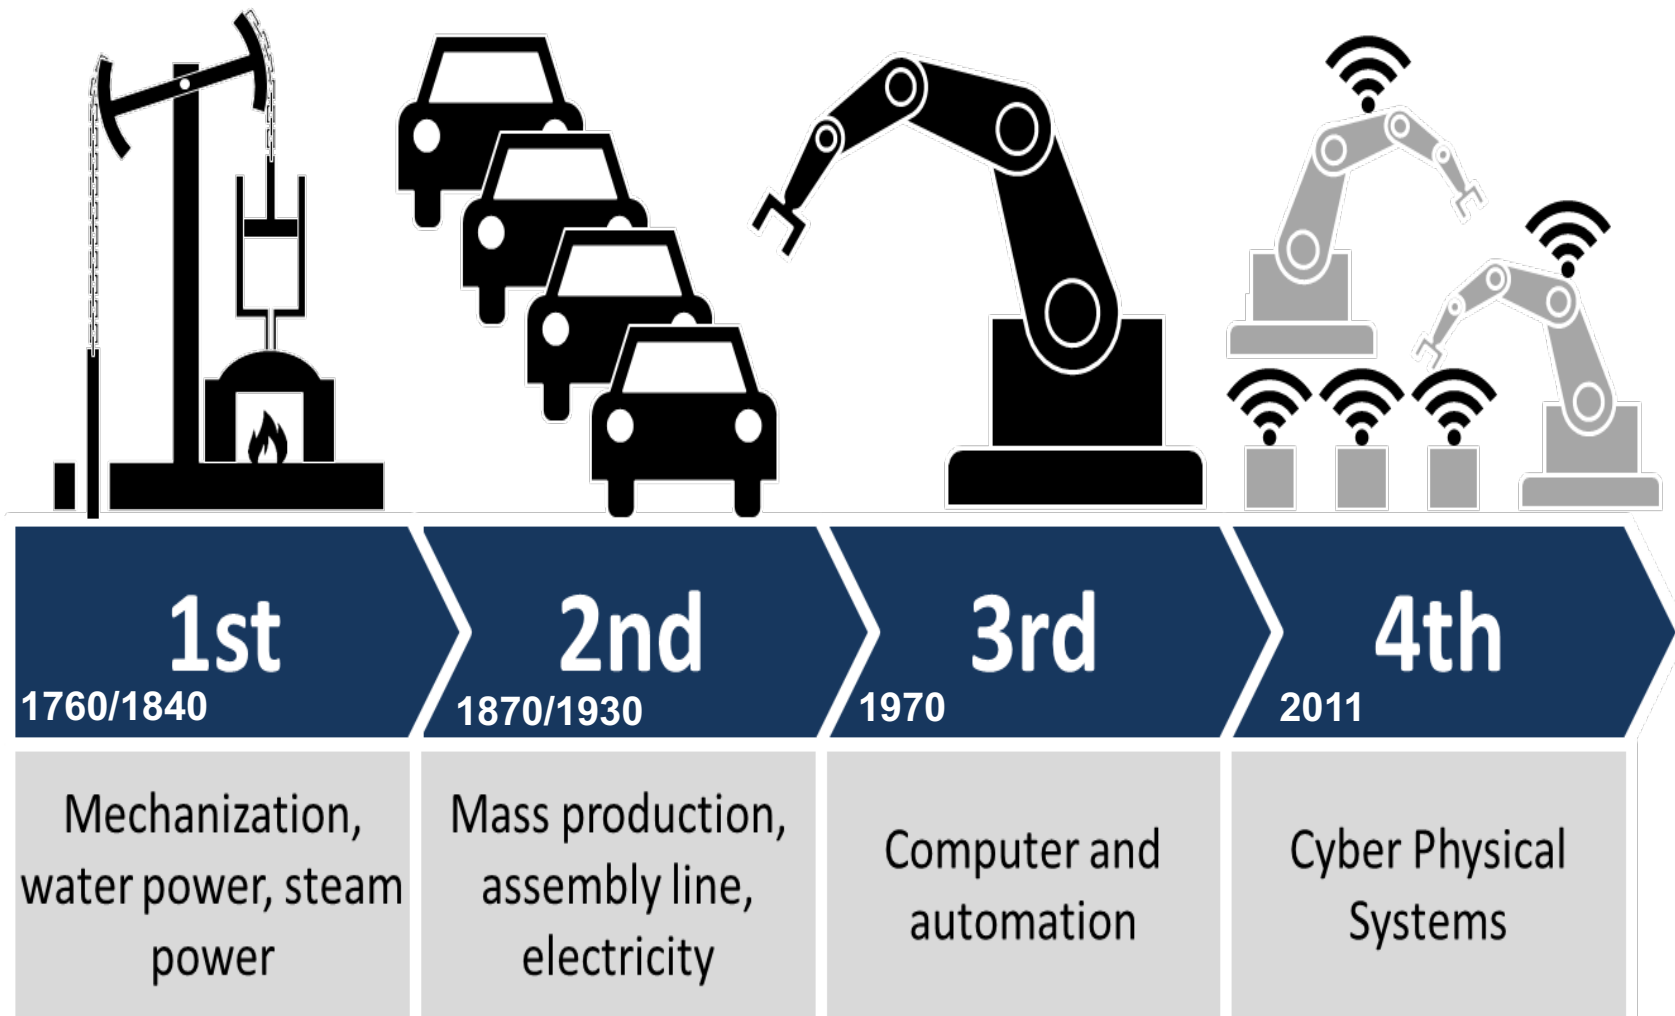 1st
1760/1840
2nd
1870/1930
3rd
1970
4th
2011
Mechanization,
water power, steam
power
Mass production,
assembly line,
electricity
Computer and
automation
Cyber Physical
Systems